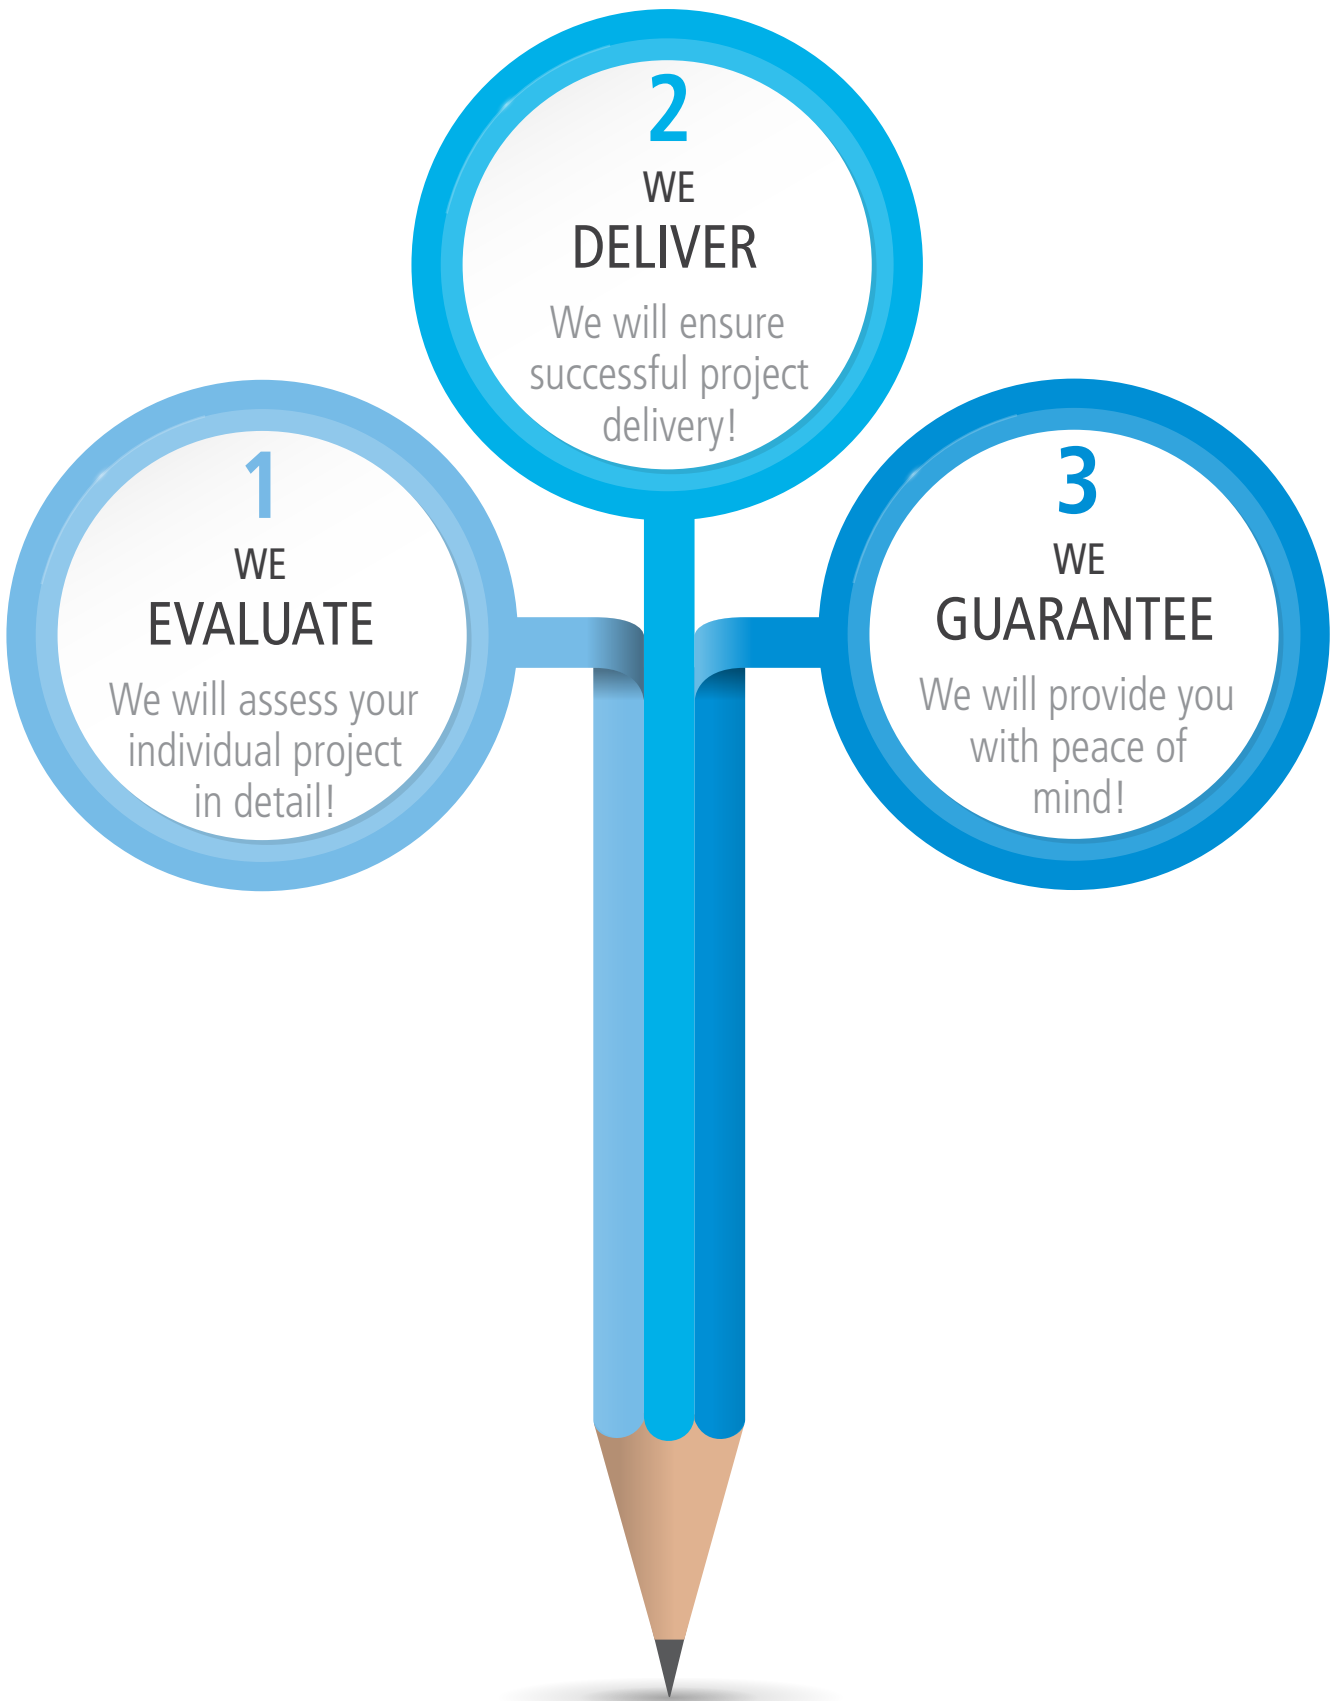 1
WE
EVALUATE
We will assess your
individual project
in detail!
2
WE
DELIVER
We will ensure
successful project
delivery!
3
WE
GUARANTEE
We will provide you
with peace of
mind!